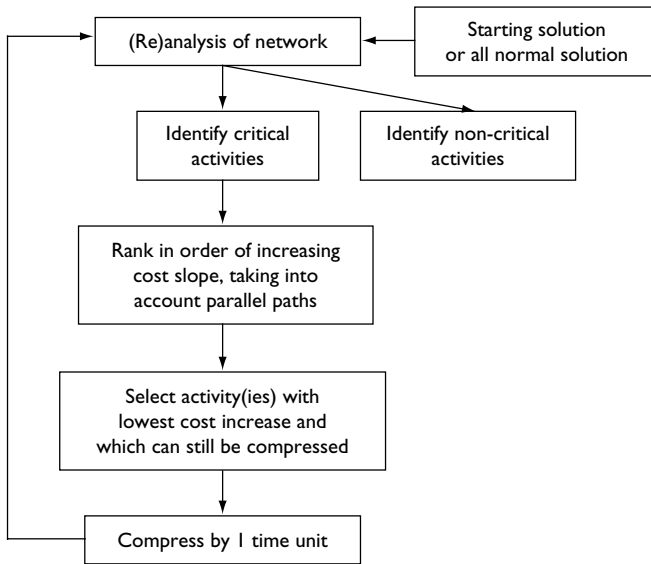 (Re)analysis of network
Starting solution
or all normal solution
Identify critical
activities
Identify non-critical
activities
Rank in order of increasing
cost slope, taking into
account parallel paths
Select activity(ies) with
lowest cost increase and
which can still be compressed
Compress by 1 time unit